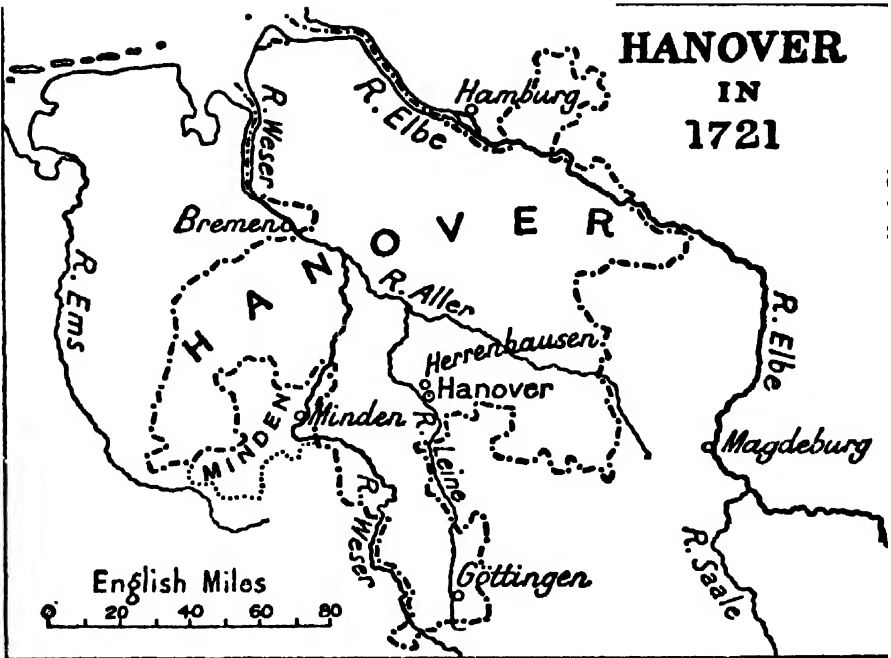 HANOVER
IN
1721
Hamburg
R. Elbe
R. Weser
Bremen
HANOVER
R. Ems
R. Aller
R. Elbe
Herrenhausen
Hanover
MINDEN
Minden
R. Leine
Magdeburg
R. Weser
Göttingen
R. Saale
English Miles
0 20 40 60 80